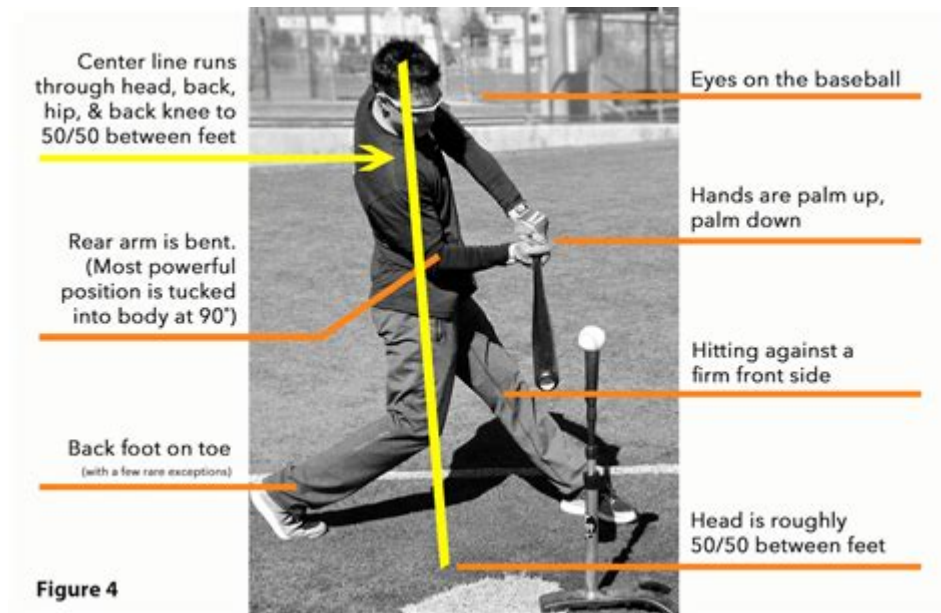 Center line runs
through head, back,
hip, & back knee to
50/50 between feet
Rear arm is bent.
(Most powerful
position is tucked
into body at 90˚)
Back foot on toe
(with a few rare exceptions)
Figure 4
Eyes on the baseball
Hands are palm up,
palm down
Hitting against a
firm front side
Head is roughly
50/50 between feet